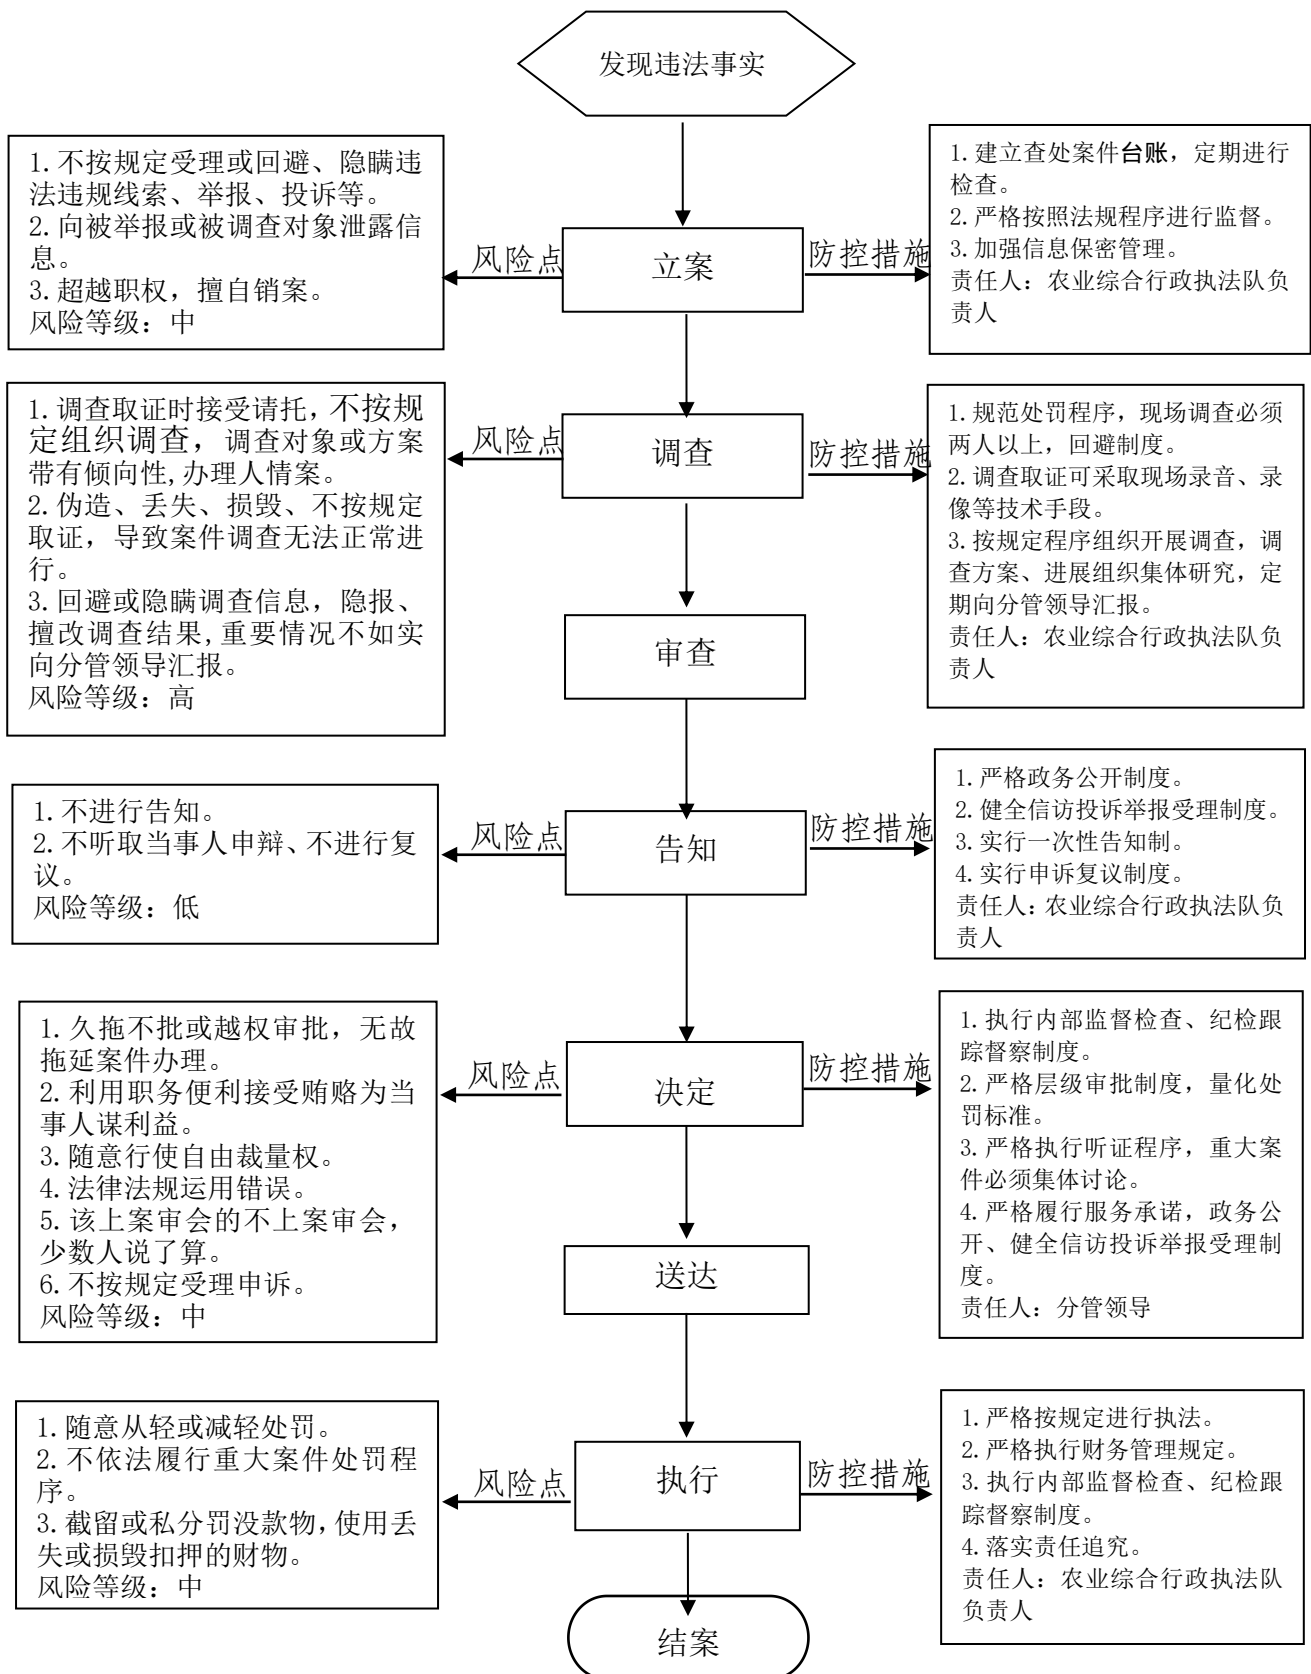 发现违法事实
1.不按规定受理或回避、隐瞒违
法违规线索、举报、投诉等。
2.向被举报或被调查对象泄露信
息。
3.超越职权，擅自销案。
风险等级：中
风险点
立案
防控措施
1.建立查处案件台账，定期进行
检查。
2.严格按照法规程序进行监督。
3.加强信息保密管理。
责任人：农业综合行政执法队负
责人
1.调查取证时接受请托，不按规
定组织调查，调查对象或方案
带有倾向性,办理人情案。
2.伪造、丢失、损毁、不按规定
取证，导致案件调查无法正常进
行。
3.回避或隐瞒调查信息，隐报、
擅改调查结果,重要情况不如实
向分管领导汇报。
风险等级：高
风险点
调查
防控措施
1.规范处罚程序，现场调查必须
两人以上，回避制度。
2.调查取证可采取现场录音、录
像等技术手段。
3.按规定程序组织开展调查，调
查方案、进展组织集体研究，定
期向分管领导汇报。
责任人：农业综合行政执法队负
责人
审查
1.不进行告知。
2.不听取当事人申辩、不进行复
议。
风险等级：低
风险点
告知
防控措施
1.严格政务公开制度。
2.健全信访投诉举报受理制度。
3.实行一次性告知制。
4.实行申诉复议制度。
责任人：农业综合行政执法队负
责人
1.久拖不批或越权审批，无故
拖延案件办理。
2.利用职务便利接受贿赂为当
事人谋利益。
3.随意行使自由裁量权。
4.法律法规运用错误。
5.该上案审会的不上案审会，
少数人说了算。
6.不按规定受理申诉。
风险等级：中
风险点
决定
防控措施
1.执行内部监督检查、纪检跟
踪督察制度。
2.严格层级审批制度，量化处
罚标准。
3.严格执行听证程序，重大案
件必须集体讨论。
4.严格履行服务承诺，政务公
开、健全信访投诉举报受理制
度。
责任人：分管领导
送达
1.随意从轻或减轻处罚。
2.不依法履行重大案件处罚程
序。
3.截留或私分罚没款物,使用丢
失或损毁扣押的财物。
风险等级：中
风险点
执行
防控措施
1.严格按规定进行执法。
2.严格执行财务管理规定。
3.执行内部监督检查、纪检跟
踪督察制度。
4.落实责任追究。
责任人：农业综合行政执法队
负责人
结案